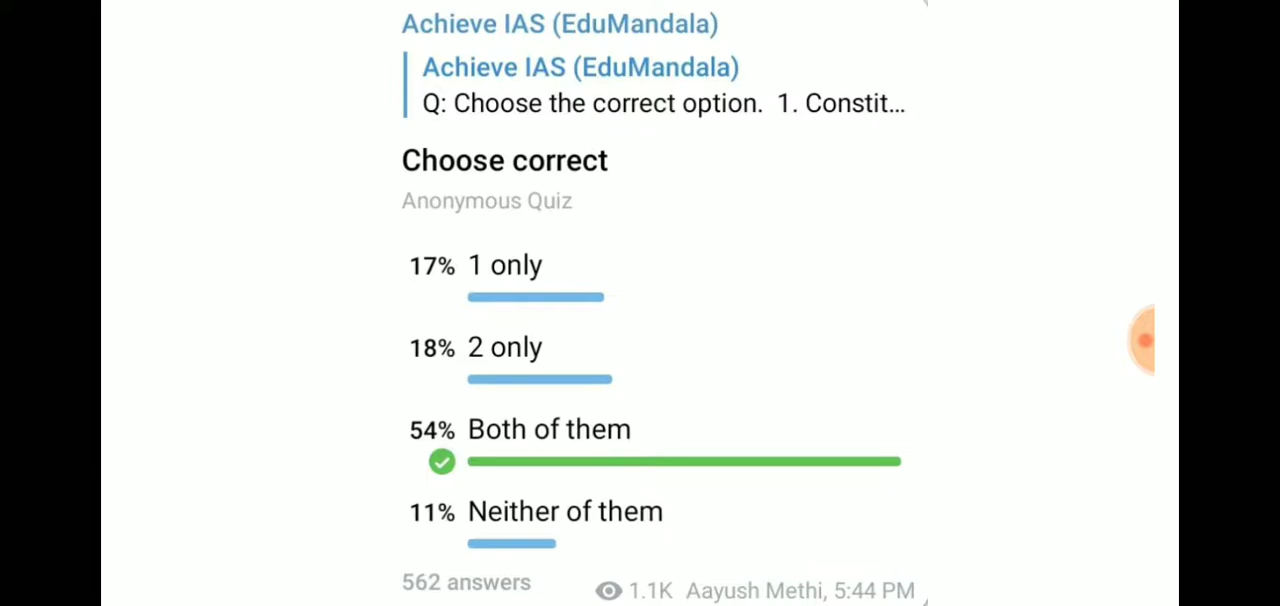 Achieve IAS (EduMandala)
Achieve IAS (EduMandala)
Q: Choose the correct option. 1. Constit...
Choose correct
Anonymous Quiz
17% 1 only
18% 2 only
54% Both of them
11% Neither of them
562 answers 1.1K Aayush Methi, 5:44 PM